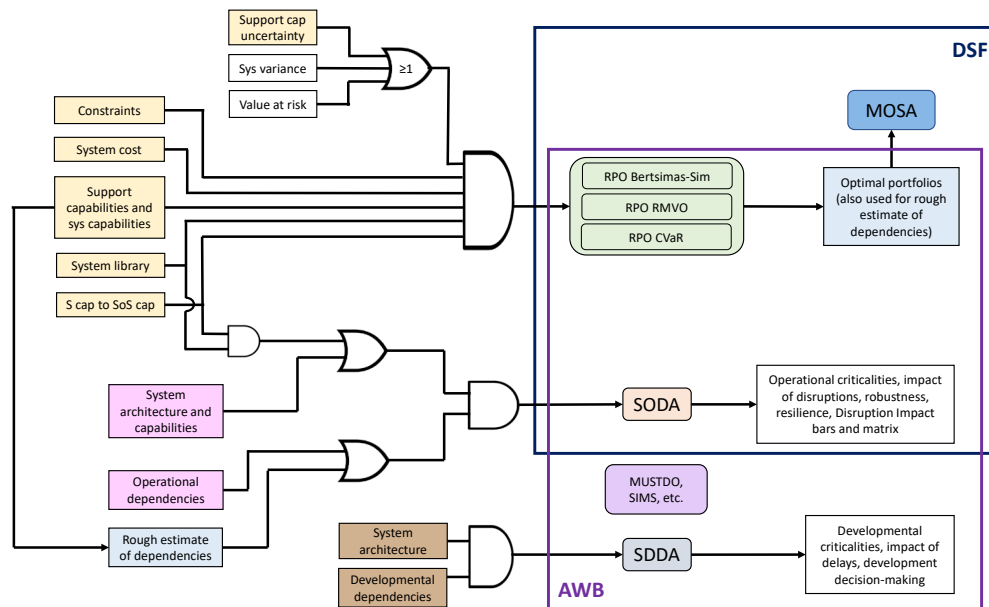 Support cap
uncertainty
Sys variance
Value at risk
≥1
DSF
Constraints
System cost
Support
capabilities and
sys capabilities
System library
S cap to SoS cap
RPO Bertsimas-Sim
RPO RMVO
RPO CVaR
MOSA
Optimal portfolios
(also used for rough
estimate of
dependencies)
System
architecture and
capabilities
Operational
dependencies
Rough estimate
of dependencies
SODA
Operational criticalities, impact
of disruptions, robustness,
resilience, Disruption Impact
bars and matrix
MUSTDO,
SIMS, etc.
System
architecture
Developmental
dependencies
SDDA
Developmental
criticalities, impact of
delays, development
decision-making
AWB